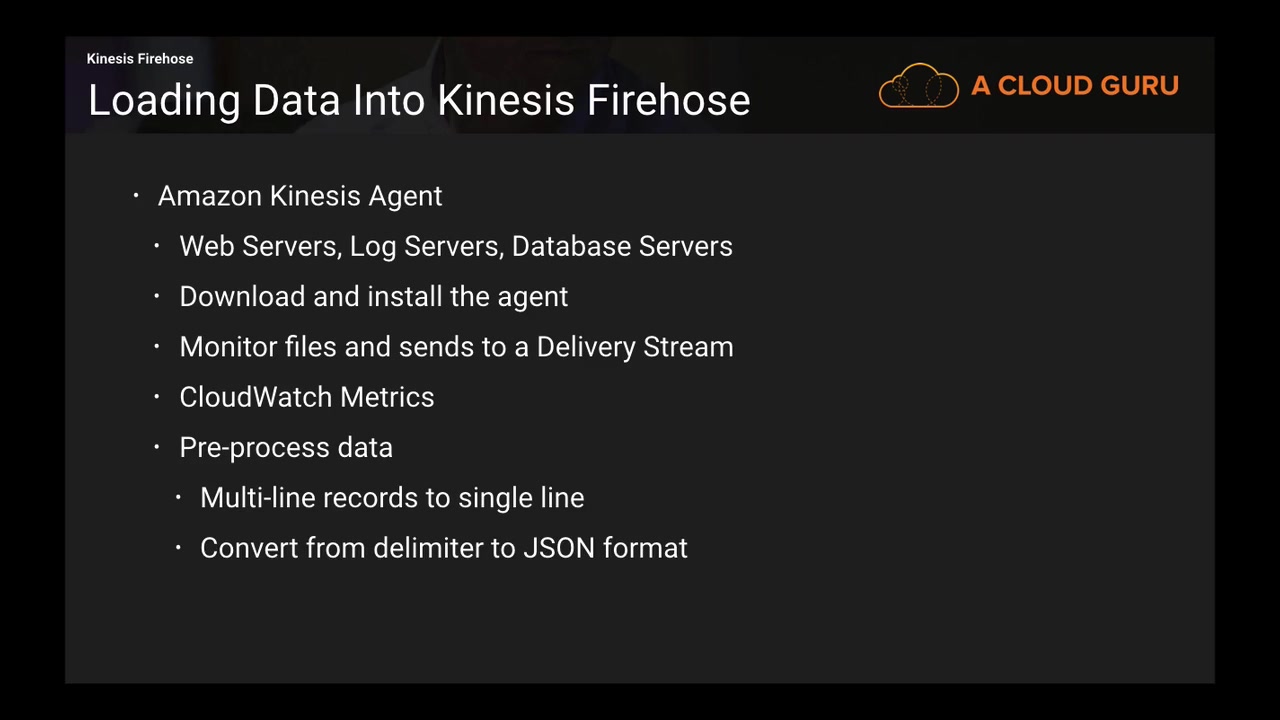 Kinesis Firehose
Loading Data Into Kinesis Firehose
A CLOUD GURU
· Amazon Kinesis Agent
· Web Servers, Log Servers, Database Servers
· Download and install the agent
· Monitor files and sends to a Delivery Stream
· CloudWatch Metrics
· Pre-process data
· Multi-line records to single line
· Convert from delimiter to JSON format